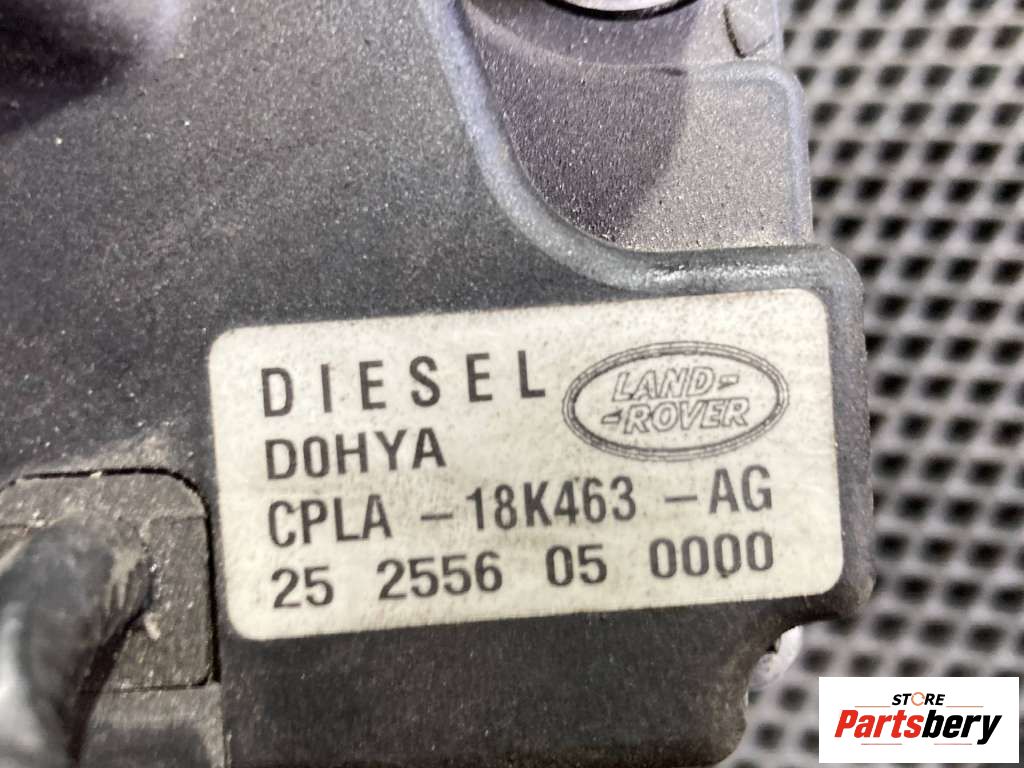 DIESEL
LAND-
-ROVER
D0HYA
CPLA -18K463-AG
25 2556 05 0000
STORE
Partsbery